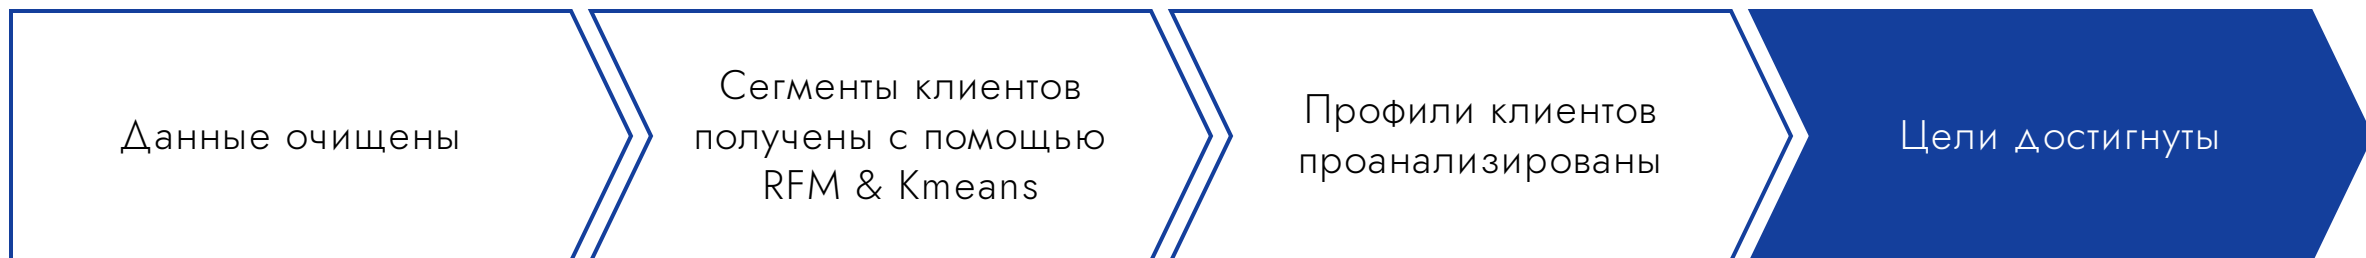 Данные очищены
Сегменты клиентов
получены с помощью
RFM & Kmeans
Профили клиентов
проанализированы
Цели достигнуты